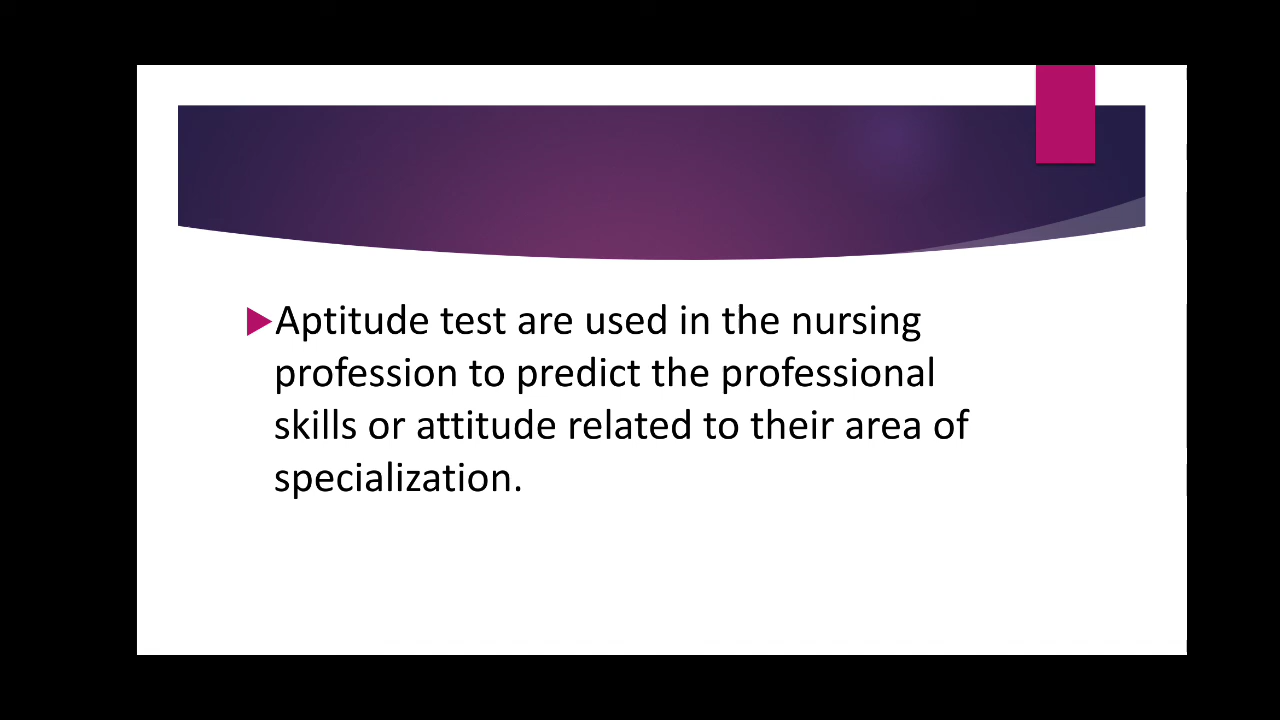 Aptitude test are used in the nursing
profession to predict the professional
skills or attitude related to their area of
specialization.